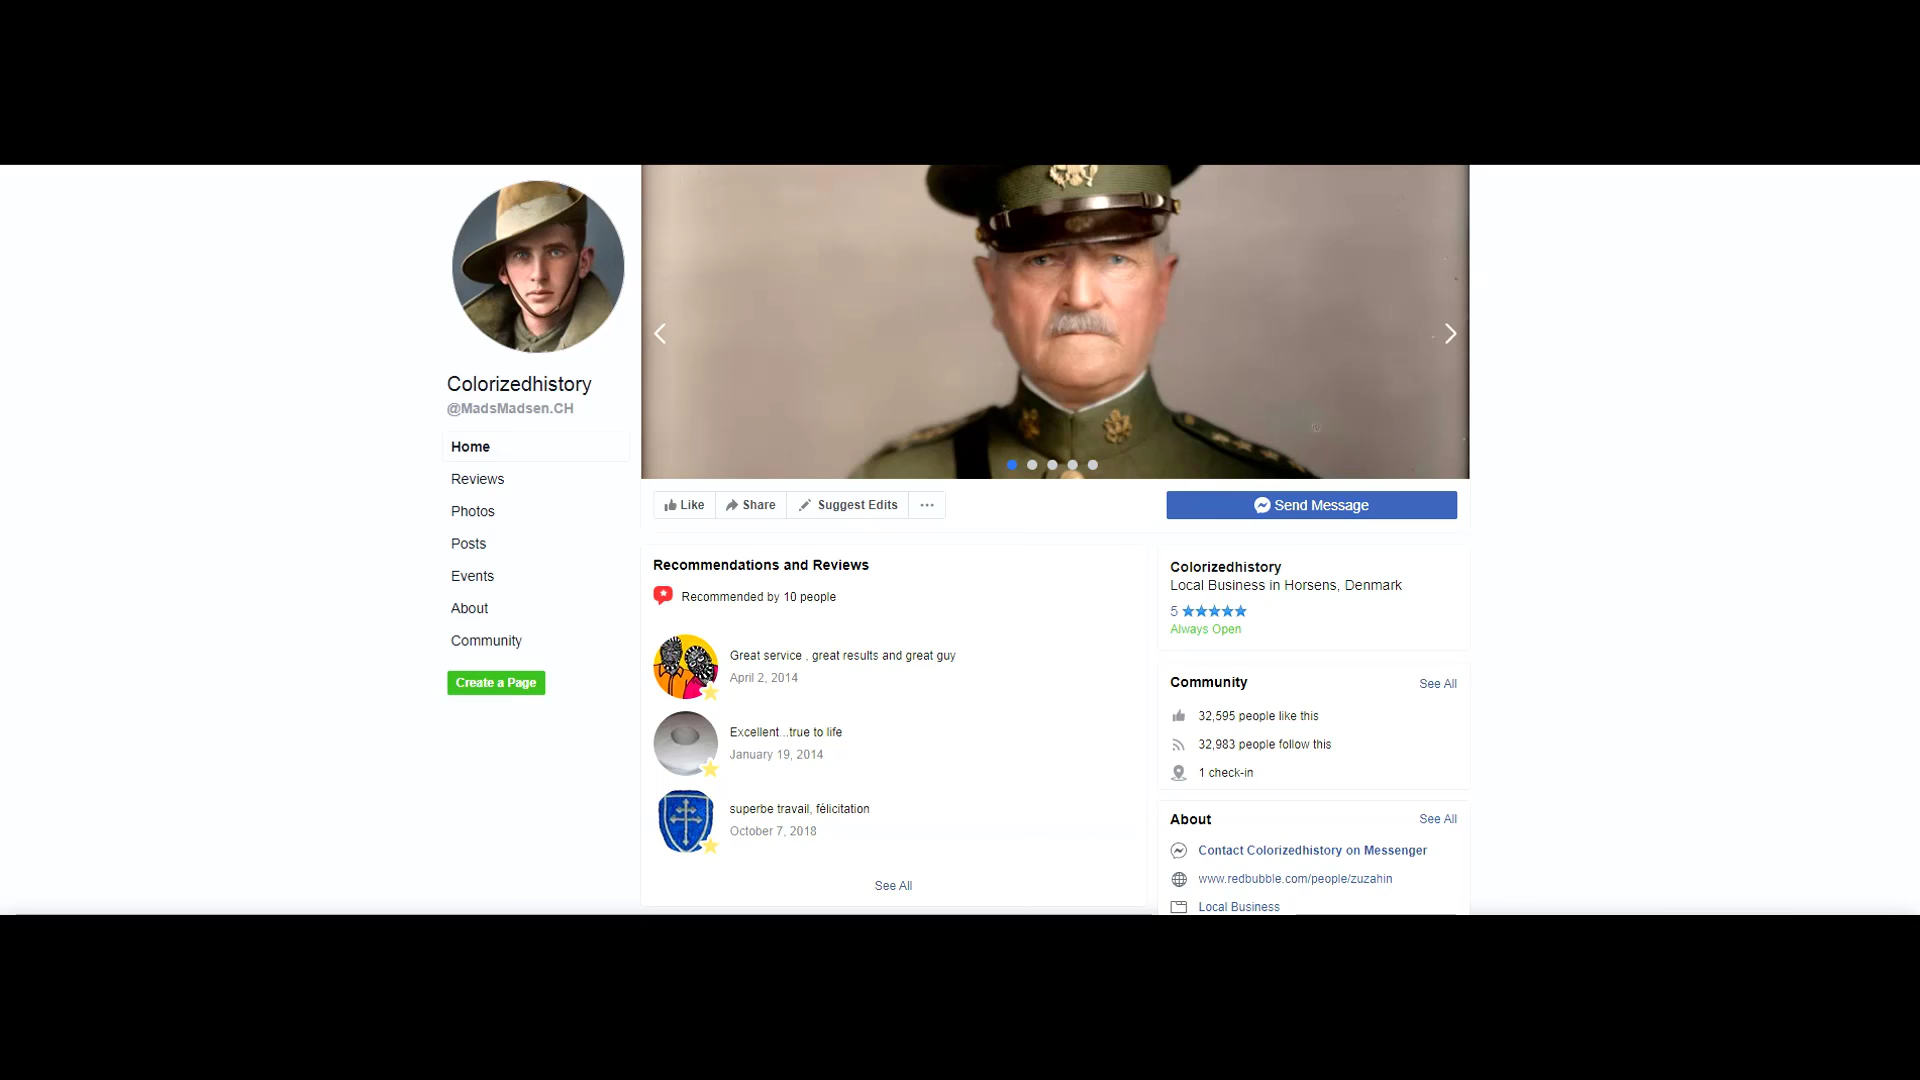 Colorizedhistory
@MadsMadsen.CH
Home
Reviews
Photos
Posts
Events
About
Community
Create a Page
Like
Share
Suggest Edits
Send Message
Recommendations and Reviews
Recommended by 10 people
Great service , great results and great guy
April 2, 2014
Excellent...true to life
January 19, 2014
superbe travail, félicitation
October 7, 2018
See All
Colorizedhistory
Local Business in Horsens, Denmark
5
Always Open
Community
See All
32,595 people like this
32,983 people follow this
1 check-in
About
See All
Contact Colorizedhistory on Messenger
www.redbubble.com/people/zuzahin
Local Business